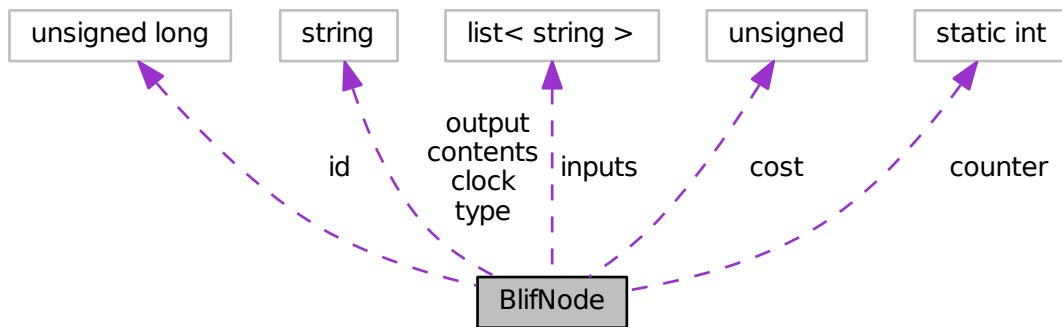 unsigned long
string
list< string >
unsigned
static int
id
output
contents
clock
type
inputs
cost
counter
BlifNode